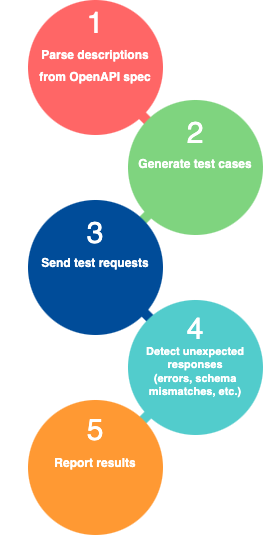 1
Parse descriptions
from OpenAPI spec
2
Generate test cases
3
Send test requests
4
Detect unexpected
responses
(errors, schema
mismatches, etc.)
5
Report results